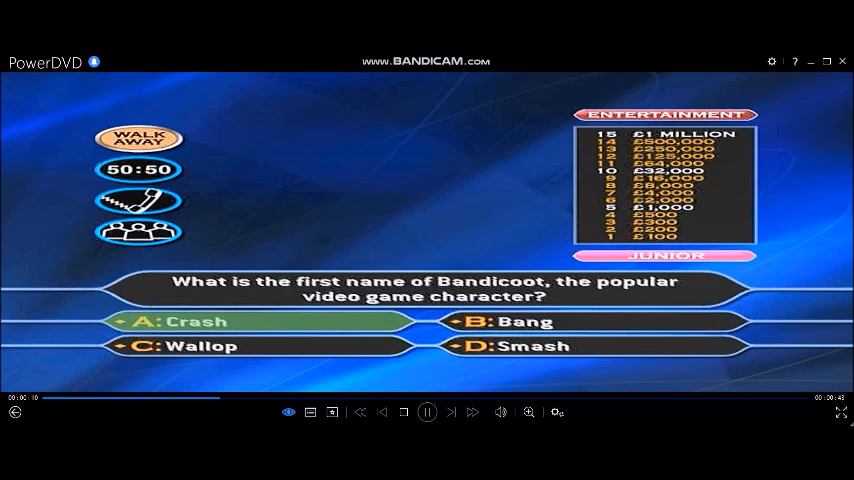 PowerDVD
www.BANDICAM.com
?
WALK
AWAY
50:50
ENTERTAINMENT
15 £1 MILLION
14 £500,000
13 £250,000
12 £125,000
11 £64,000
10 £32,000
9 £16,000
8 £8,000
7 £4,000
6 £2,000
5 £1,000
4 £500
3 £300
2 £200
1 £100
JUNIOR
What is the first name of Bandicoot, the popular
video game character?
A: Crash
B: Bang
C: Wallop
D: Smash
00:00:10
00:00:43